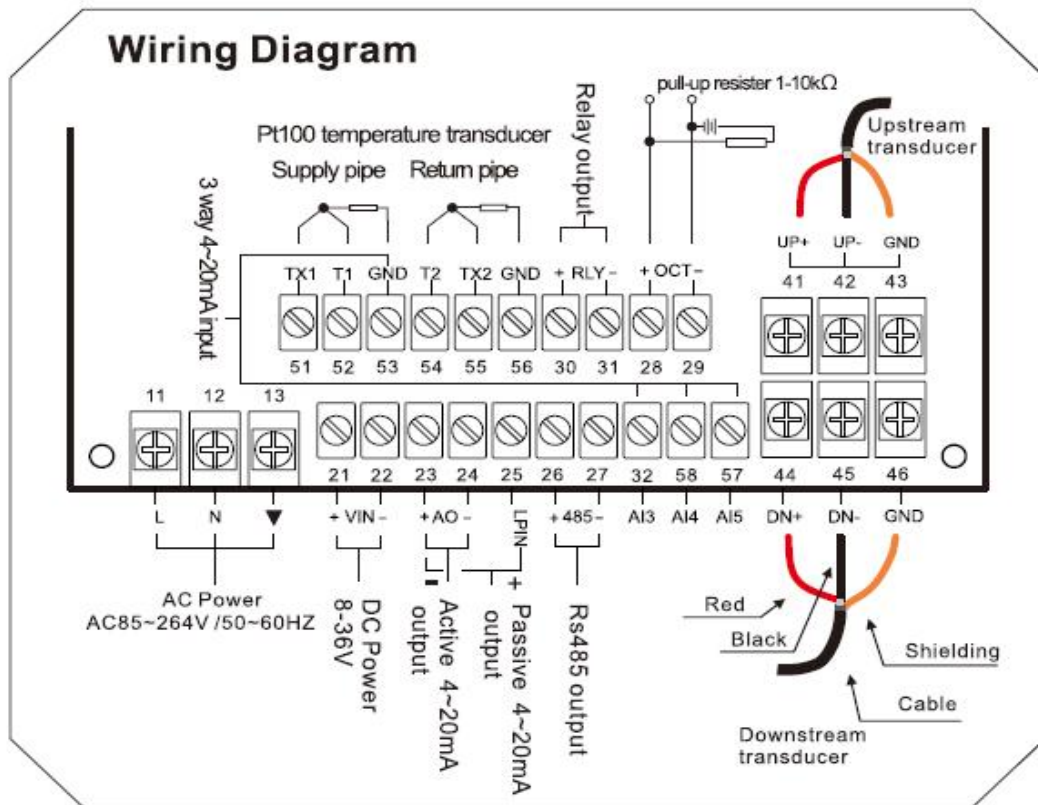 Wiring Diagram
pull-up resister 1-10kΩ
Relay output
Pt100 temperature transducer
Supply pipe Return pipe
3 way 4~20mA input
Upstream
transducer
UP+ UP- GND
TX1 T1 GND T2 TX2 GND + RLY - + OCT -
41 42 43
51 52 53 54 55 56 30 31 28 29
11 12 13
21 22 23 24 25 26 27 32 58 57 44 45 46
L N ▼ + VIN - + AO - LPIN + 485 - AI3 AI4 AI5 DN+ DN- GND
AC Power
AC85~264V /50~60HZ
DC Power
8-36V
- +
Active 4~20mA
output
Passive 4~20mA
output
Rs485 output
Red
Black
Shielding
Cable
Downstream
transducer